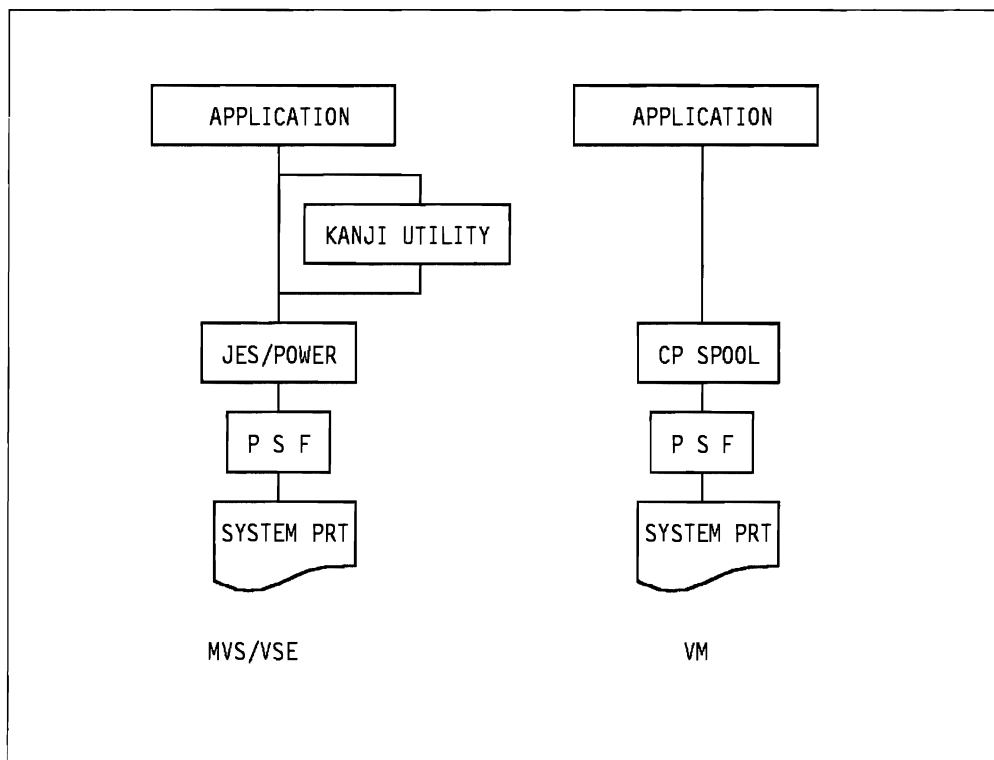 APPLICATION
KANJI UTILITY
JES/POWER
P S F
SYSTEM PRT
MVS/VSE
APPLICATION
CP SPOOL
P S F
SYSTEM PRT
VM